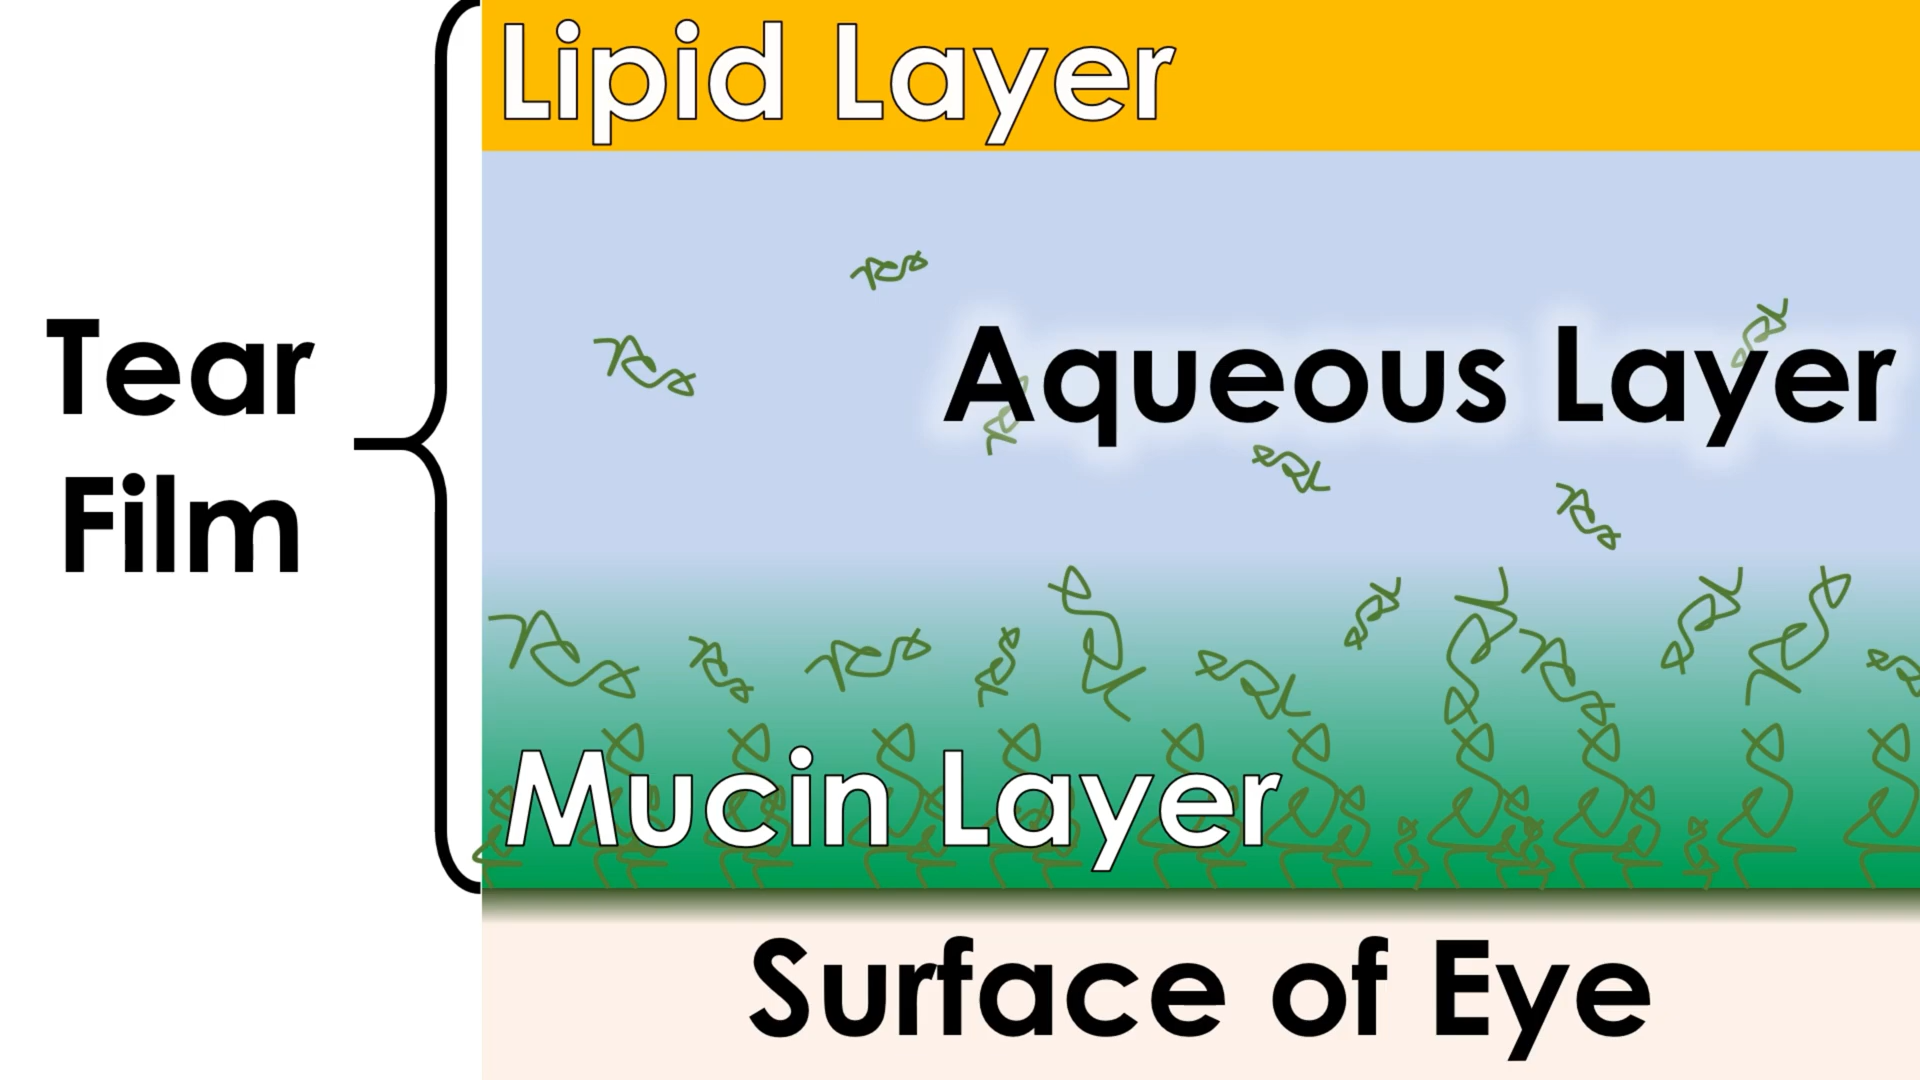 Lipid Layer
Aqueous Layer
Tear
Film
Mucin Layer
Surface of Eye